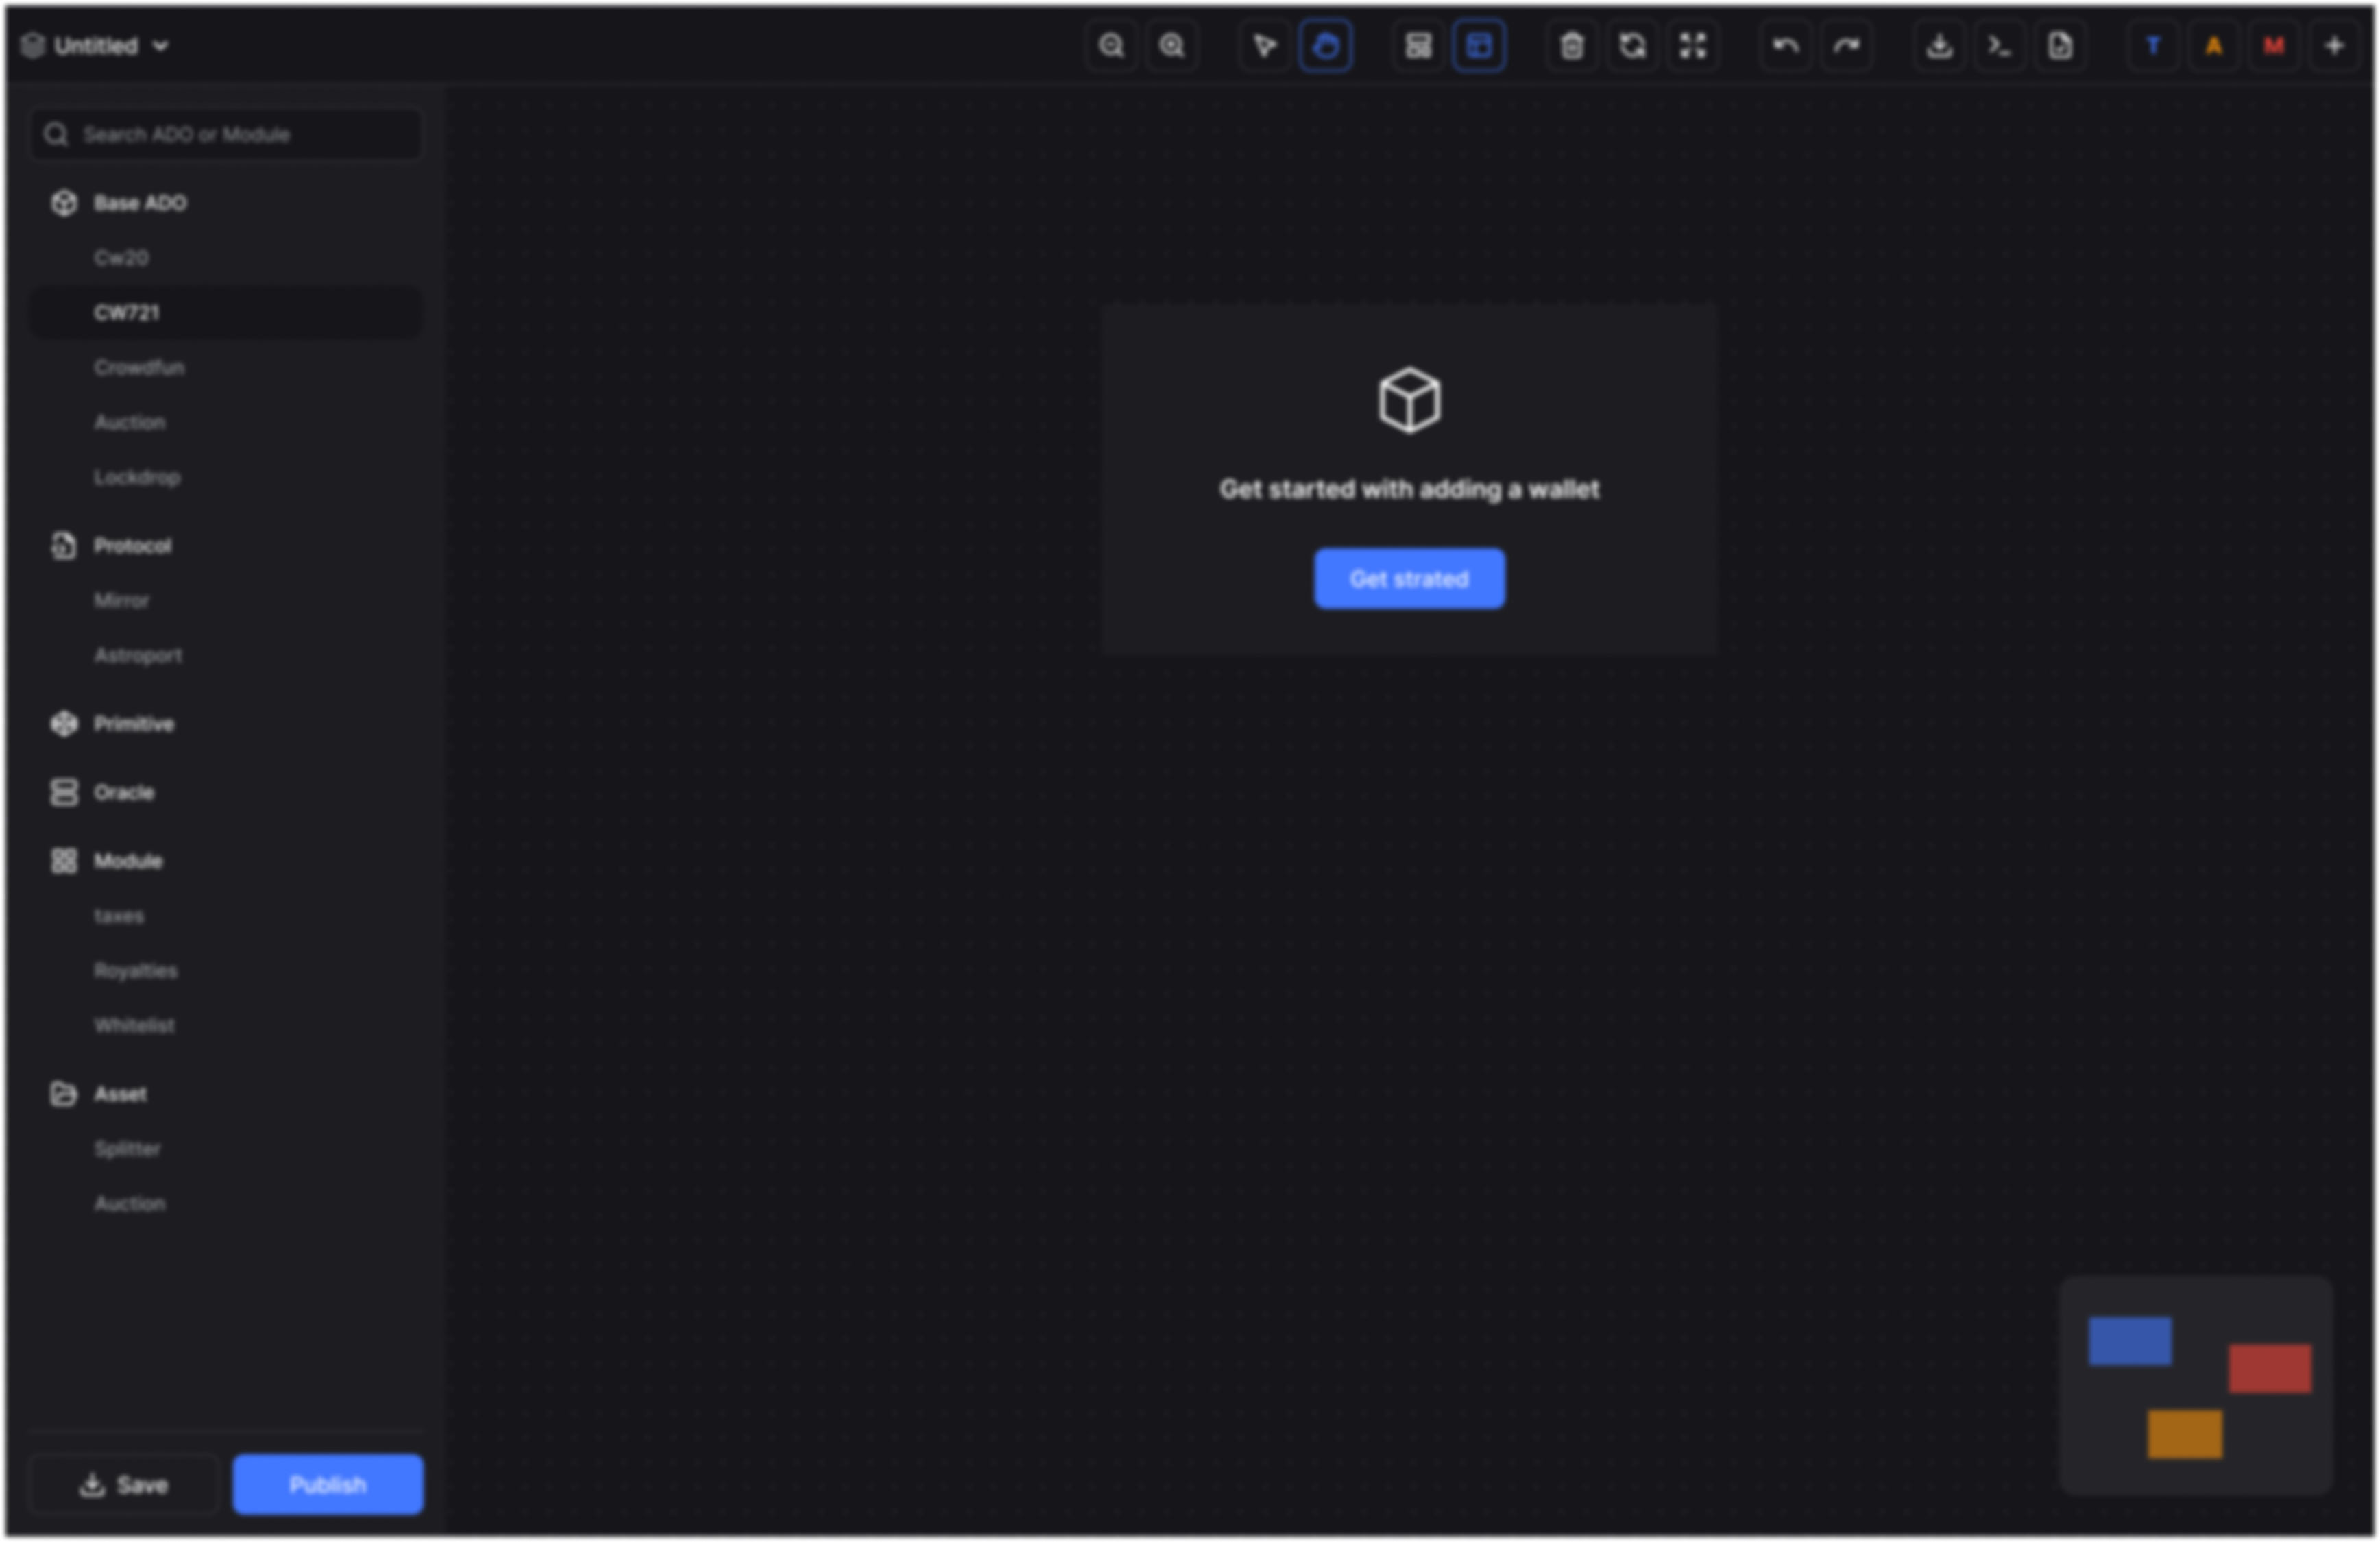 Untitled
T A M
Search ADO or Module
Base ADO
Cw20
CW721
Crowdfun
Auction
Lockdrop
Protocol
Mirror
Astroport
Primitive
Oracle
Module
taxes
Royalties
Whitelist
Asset
Splitter
Auction
Save
Publish
Get started with adding a wallet
Get strated